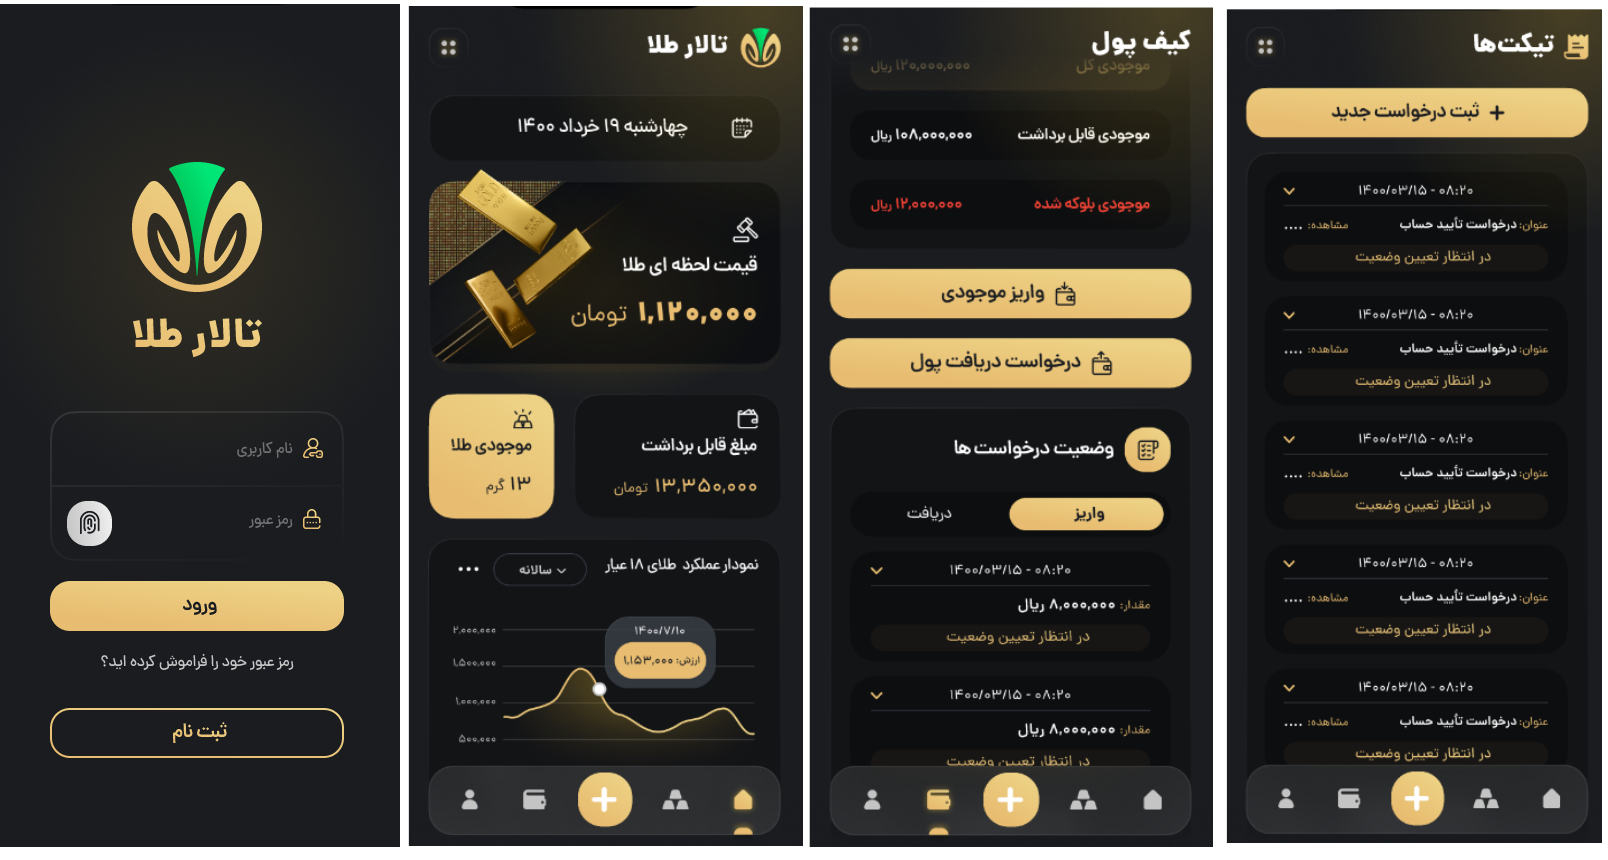 تالار طلا
نام کاربری
رمز عبور
ورود
رمز عبور خود را فراموش کرده اید؟
ثبت نام
تالار طلا
چهارشنبه ۱۹ خرداد ۱۴۰۰
قیمت لحظه ای طلا
۱,۱۲۰,۰۰۰ تومان
مبلغ قابل برداشت
۱۳,۳۵۰,۰۰۰ تومان
موجودی طلا
۱۳ گرم
نمودار عملکرد طلای ۱۸ عیار
سالانه
۱۴۰۰/۷/۱۰
ارزش: ۱,۱۵۳,۰۰۰
۲,۰۰۰,۰۰۰
۱,۵۰۰,۰۰۰
۱,۰۰۰,۰۰۰
۵۰۰,۰۰۰
کیف پول
موجودی کل ۱۲۰,۰۰۰,۰۰۰ ریال
موجودی قابل برداشت ۱۰۸,۰۰۰,۰۰۰ ریال
موجودی بلوکه شده ۱۲,۰۰۰,۰۰۰ ریال
واریز موجودی
درخواست دریافت پول
وضعیت درخواست ها
واریز دریافت
۱۴۰۰/۰۳/۱۵ - ۰۸:۲۰
مقدار: ۸,۰۰۰,۰۰۰ ریال
در انتظار تعیین وضعیت
۱۴۰۰/۰۳/۱۵ - ۰۸:۲۰
مقدار: ۸,۰۰۰,۰۰۰ ریال
در انتظار تعیین وضعیت
تیکت‌ها
+ ثبت درخواست جدید
۱۴۰۰/۰۳/۱۵ - ۰۸:۲۰
عنوان: درخواست تأیید حساب مشاهده: ....
در انتظار تعیین وضعیت
۱۴۰۰/۰۳/۱۵ - ۰۸:۲۰
عنوان: درخواست تأیید حساب مشاهده: ....
در انتظار تعیین وضعیت
۱۴۰۰/۰۳/۱۵ - ۰۸:۲۰
عنوان: درخواست تأیید حساب مشاهده: ....
در انتظار تعیین وضعیت
۱۴۰۰/۰۳/۱۵ - ۰۸:۲۰
عنوان: درخواست تأیید حساب مشاهده: ....
در انتظار تعیین وضعیت
۱۴۰۰/۰۳/۱۵ - ۰۸:۲۰
عنوان: درخواست تأیید حساب مشاهده: ....
در انتظار تعیین وضعیت